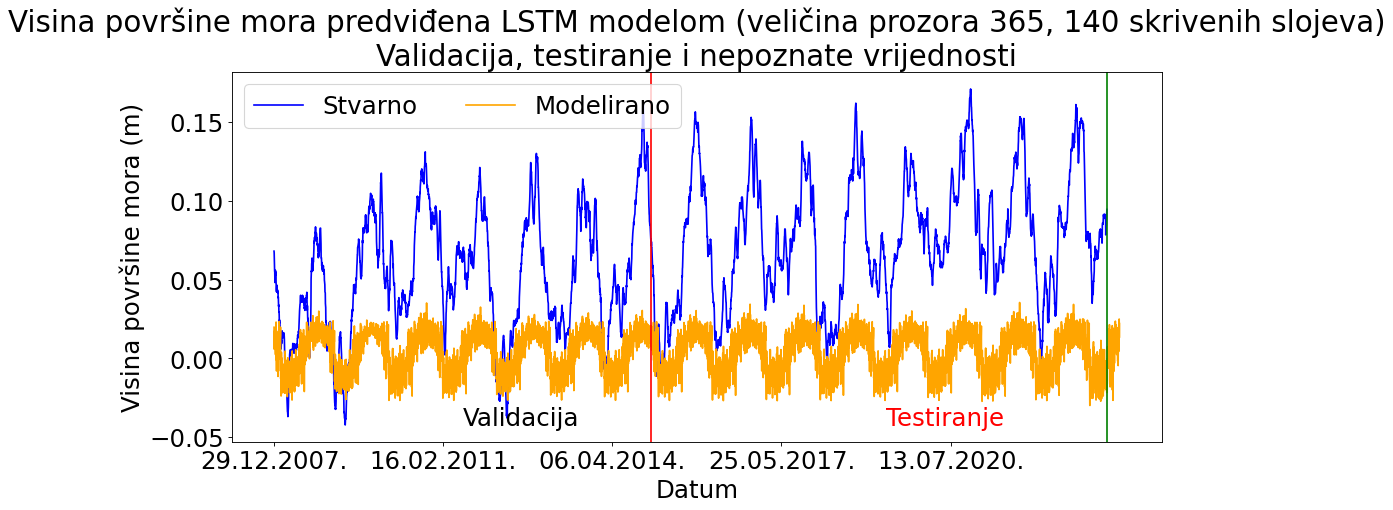 Visina površine mora predviđena LSTM modelom (veličina prozora 365, 140 skrivenih slojeva)
Validacija, testiranje i nepoznate vrijednosti
Stvarno Modelirano
Visina površine mora (m)
0.15
0.10
0.05
0.00
−0.05
Validacija Testiranje
29.12.2007. 16.02.2011. 06.04.2014. 25.05.2017. 13.07.2020.
Datum